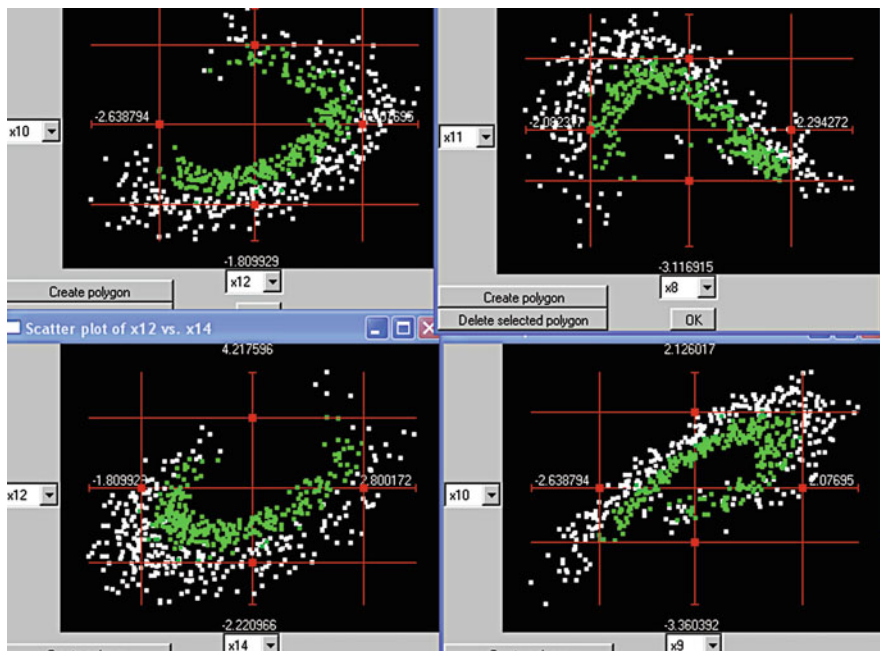 -2.638794
x10
-1.809929
x12
Create polygon
-2.294272
x11
-3.116915
x8
Create polygon
Delete selected polygon
OK
Scatter plot of x12 vs. x14
4.217596
-1.809929
2.800172
x12
-2.220966
x14
2.126017
-2.638794
2.07695
x10
-3.360392
x9